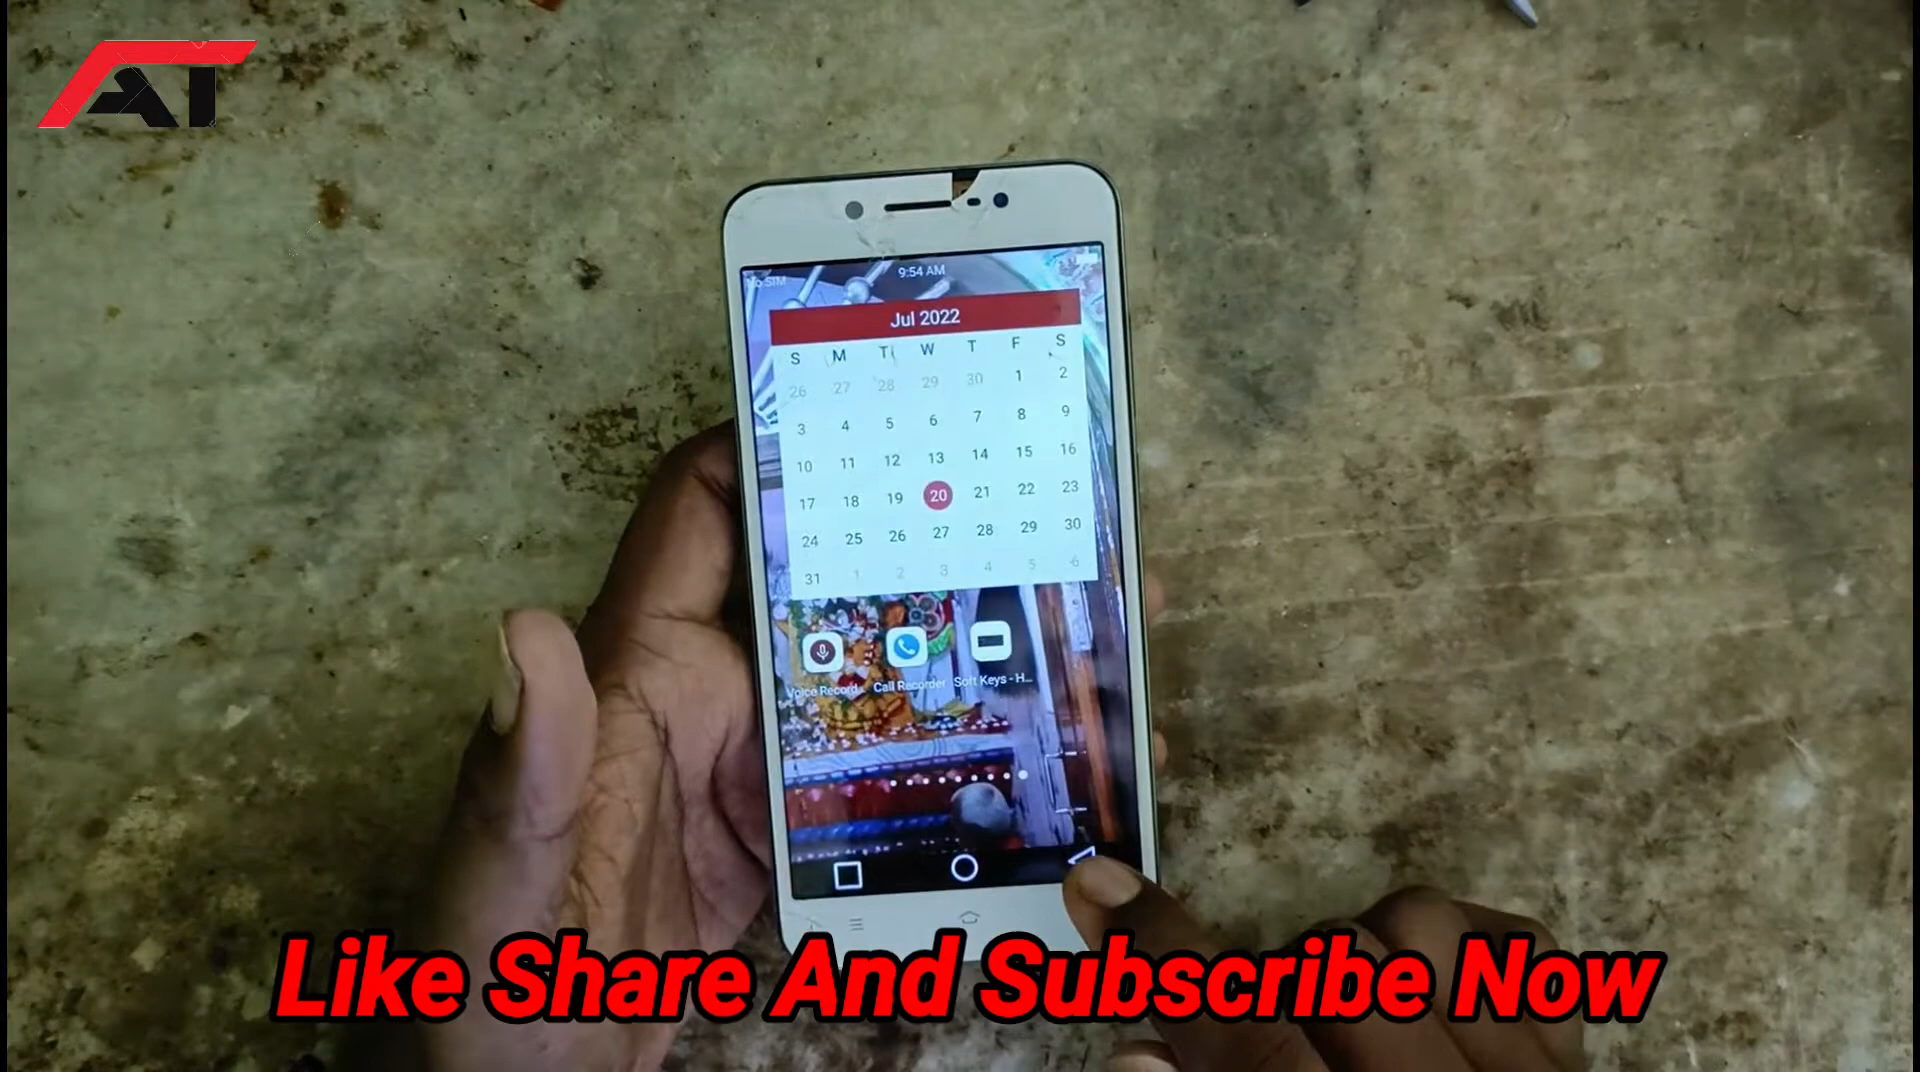 AT
No SIM
9:54 AM
Jul 2022
S M T W T F S
26 27 28 29 30 1 2
3 4 5 6 7 8 9
10 11 12 13 14 15 16
17 18 19 20 21 22 23
24 25 26 27 28 29 30
31 1 2 3 4 5 6
Voice Record... Call Recorder Soft Keys - H...
Like Share And Subscribe Now